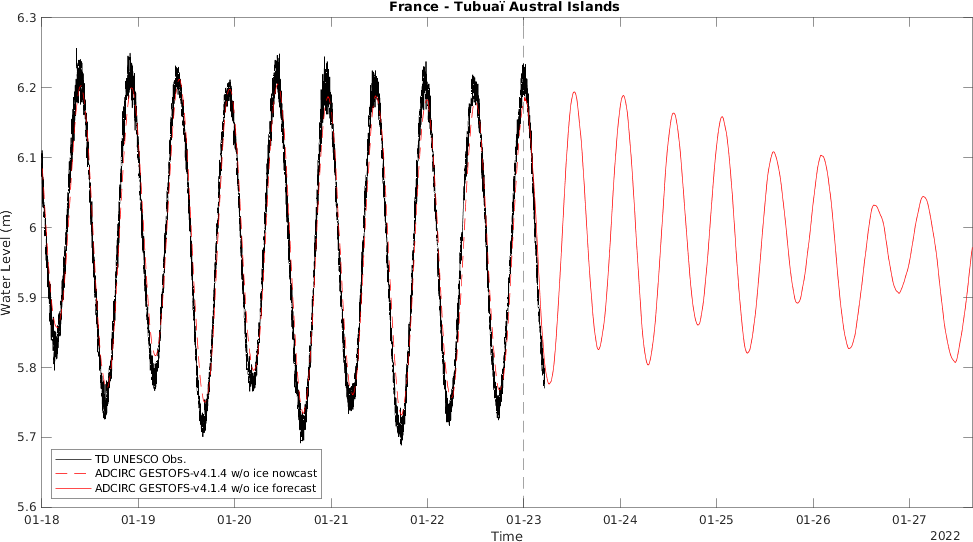 France - Tubuaï Austral Islands
6.3
6.2
6.1
6
5.9
5.8
5.7
5.6
Water Level (m)
TD UNESCO Obs.
ADCIRC GESTOFS-v4.1.4 w/o ice nowcast
ADCIRC GESTOFS-v4.1.4 w/o ice forecast
01-18 01-19 01-20 01-21 01-22 01-23 01-24 01-25 01-26 01-27
Time
2022